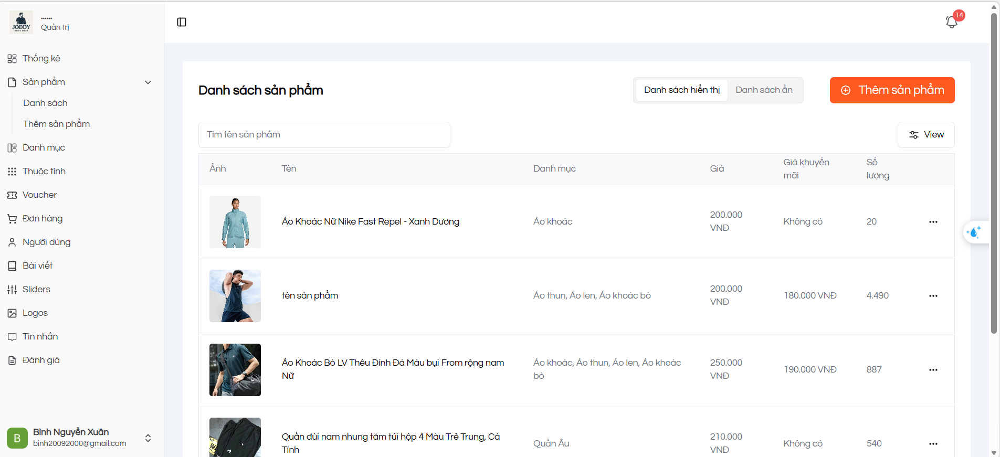 JODDY
MEN'S WEAR
......
Quản trị
14
Thống kê
Sản phẩm
Danh sách
Thêm sản phẩm
Danh mục
Thuộc tính
Voucher
Đơn hàng
Người dùng
Bài viết
Sliders
Logos
Tin nhắn
Đánh giá
B
Bình Nguyễn Xuân
binh20092000@gmail.com
Danh sách sản phẩm
Danh sách hiển thị
Danh sách ẩn
Thêm sản phẩm
Tìm tên sản phẩm
View
Ảnh
Tên
Danh mục
Giá
Giá khuyến
mãi
Số
lượng
Áo Khoác Nữ Nike Fast Repel - Xanh Dương
Áo khoác
200.000
VNĐ
Không có
20
tên sản phẩm
Áo thun, Áo len, Áo khoác bò
200.000
VNĐ
180.000 VNĐ
4.490
Áo Khoác Bò LV Thêu Đính Đá Màu bụi From rộng nam
Nữ
Áo khoác, Áo thun, Áo len, Áo khoác
bò
250.000
VNĐ
190.000 VNĐ
887
Quần đùi nam nhung tăm túi hộp 4 Màu Trẻ Trung, Cá
Tính
Quần Âu
210.000
VNĐ
Không có
540